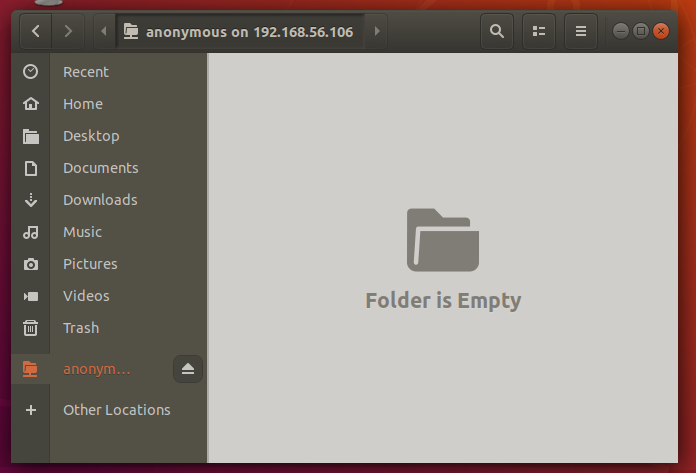 anonymous on 192.168.56.106
Recent
Home
Desktop
Documents
Downloads
Music
Pictures
Videos
Trash
anonym…
Other Locations
Folder is Empty